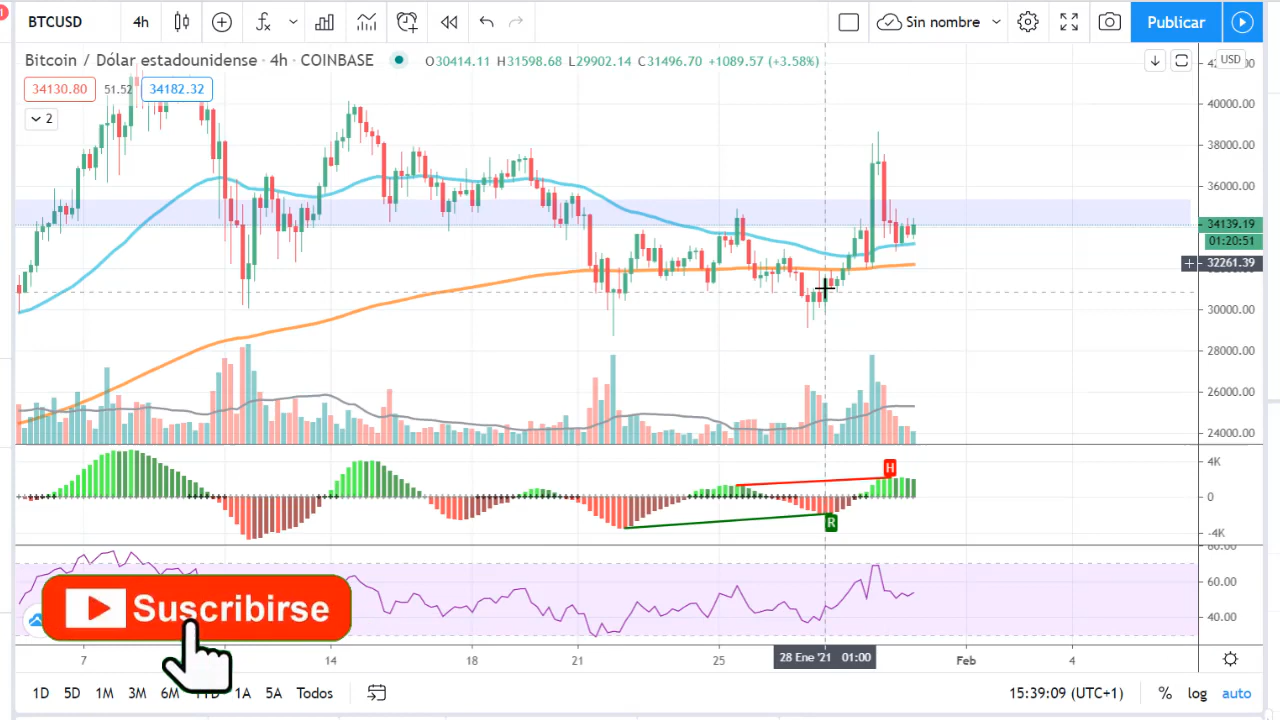 BTCUSD 4h Sin nombre Publicar
Bitcoin / Dólar estadounidense · 4h · COINBASE O30414.11 H31598.68 L29902.14 C31496.70 +1089.57 (+3.58%) USD
34130.80 51.52 34182.32
2
40000.00
38000.00
36000.00
34139.19
01:20:51
32261.39
30000.00
28000.00
26000.00
24000.00
4K
H
0
R
-4K
80.00
60.00
40.00
Suscribirse
7 14 18 21 25 28 Ene '21 01:00 Feb 4
1D 5D 1M 3M 6M YTD 1A 5A Todos 15:39:09 (UTC+1) % log auto